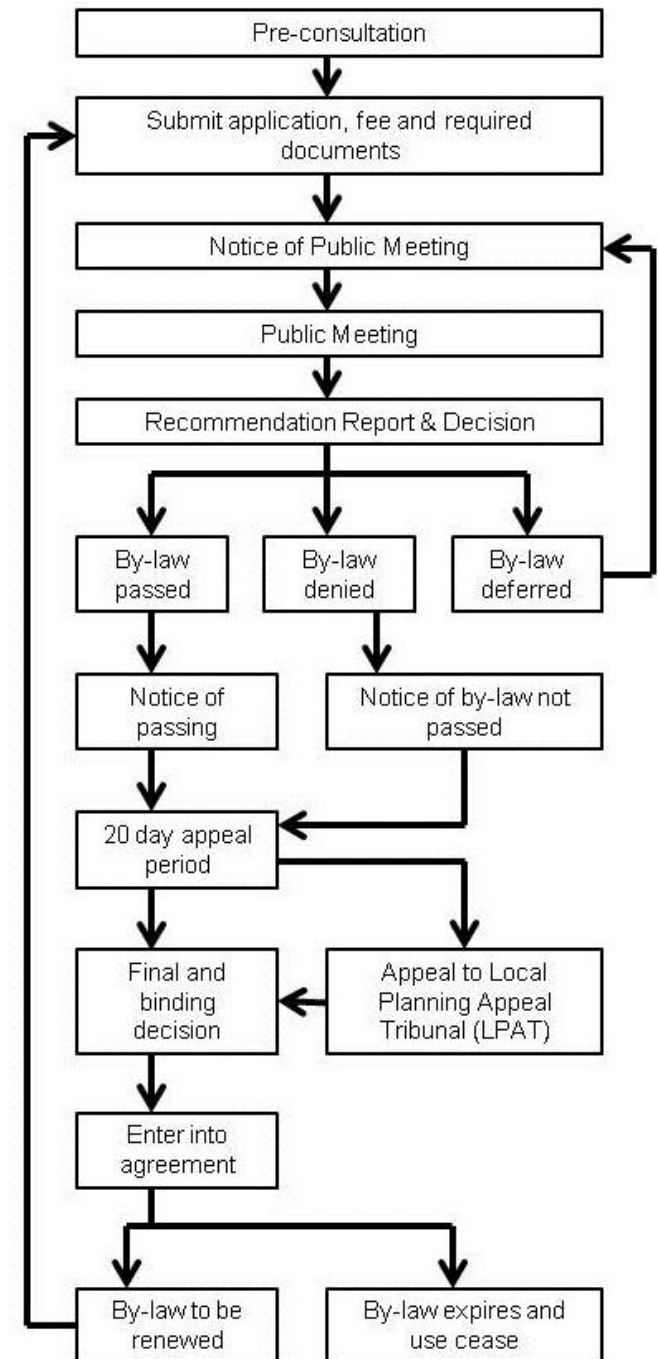 Pre-consultation
Submit application, fee and required
documents
Notice of Public Meeting
Public Meeting
Recommendation Report & Decision
By-law
passed
By-law
denied
By-law
deferred
Notice of
passing
Notice of by-law not
passed
20 day appeal
period
Final and
binding
decision
Appeal to Local
Planning Appeal
Tribunal (LPAT)
Enter into
agreement
By-law to be
renewed
By-law expires and
use cease